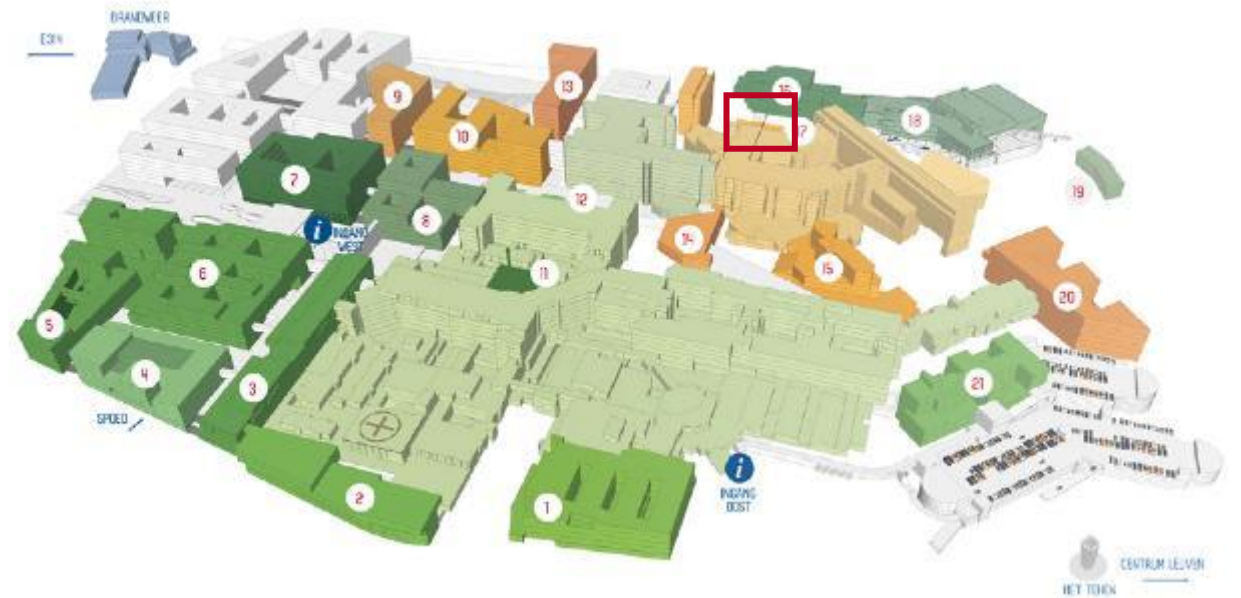 BRANDWEER
E314
13
9
16
10
17
18
7
19
12
8
INGANG
WEST
14
6
11
15
20
5
4
3
21
SPOED
2
1
INGANG
OOST
CENTRUM LEUVEN
HET TEKEN